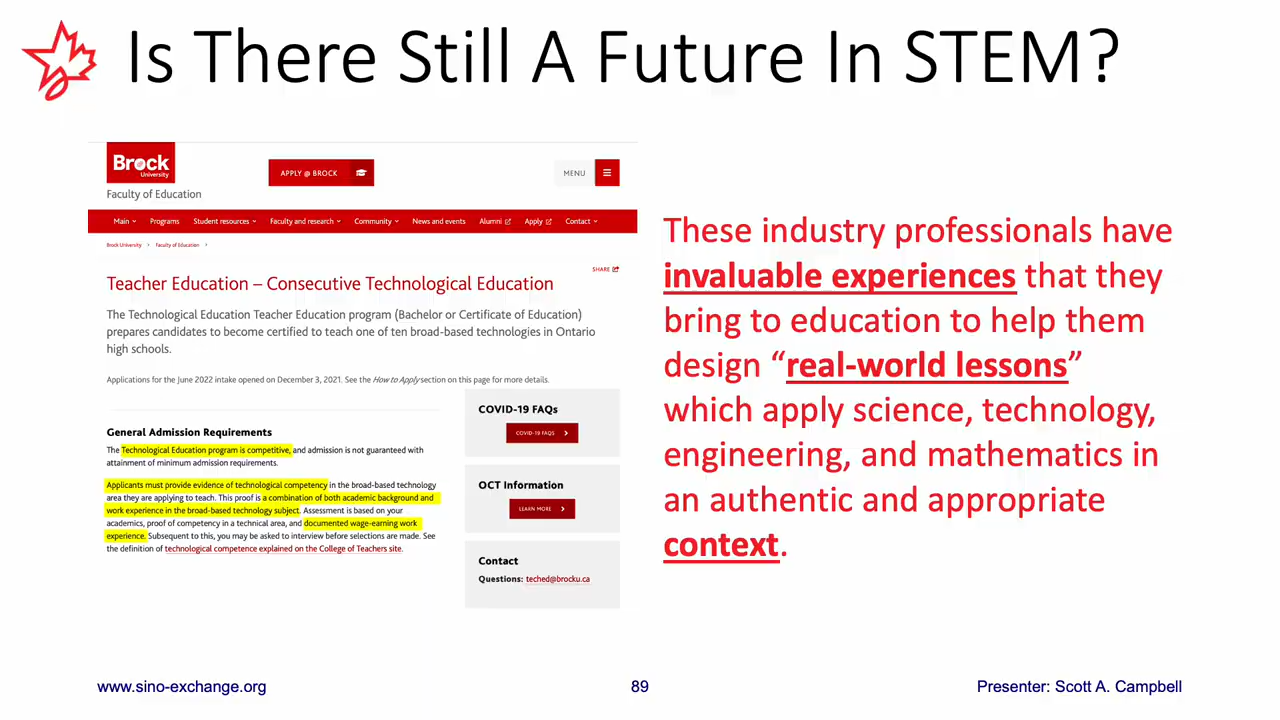 Is There Still A Future In STEM?
Brock
University
Faculty of Education
APPLY @ BROCK
MENU
Main
Programs
Student resources
Faculty and research
Community
News and events
Alumni
Apply
Contact
Brock University > Faculty of Education >
SHARE
Teacher Education – Consecutive Technological Education
The Technological Education Teacher Education program (Bachelor or Certificate of Education)
prepares candidates to become certified to teach one of ten broad-based technologies in Ontario
high schools.
Applications for the June 2022 intake opened on December 3, 2021. See the How to Apply section on this page for more details.
General Admission Requirements
The Technological Education program is competitive, and admission is not guaranteed with
attainment of minimum admission requirements.
Applicants must provide evidence of technological competency in the broad-based technology
area they are applying to teach. This proof is a combination of both academic background and
work experience in the broad-based technology subject. Assessment is based on your
academics, proof of competency in a technical area, and documented wage-earning work
experience. Subsequent to this, you may be asked to interview before selections are made. See
the definition of technological competence explained on the College of Teachers site.
COVID-19 FAQs
COVID-19 FAQS >
OCT Information
LEARN MORE >
Contact
Questions: teched@brocku.ca
These industry professionals have
invaluable experiences that they
bring to education to help them
design “real-world lessons”
which apply science, technology,
engineering, and mathematics in
an authentic and appropriate
context.
www.sino-exchange.org
89
Presenter: Scott A. Campbell